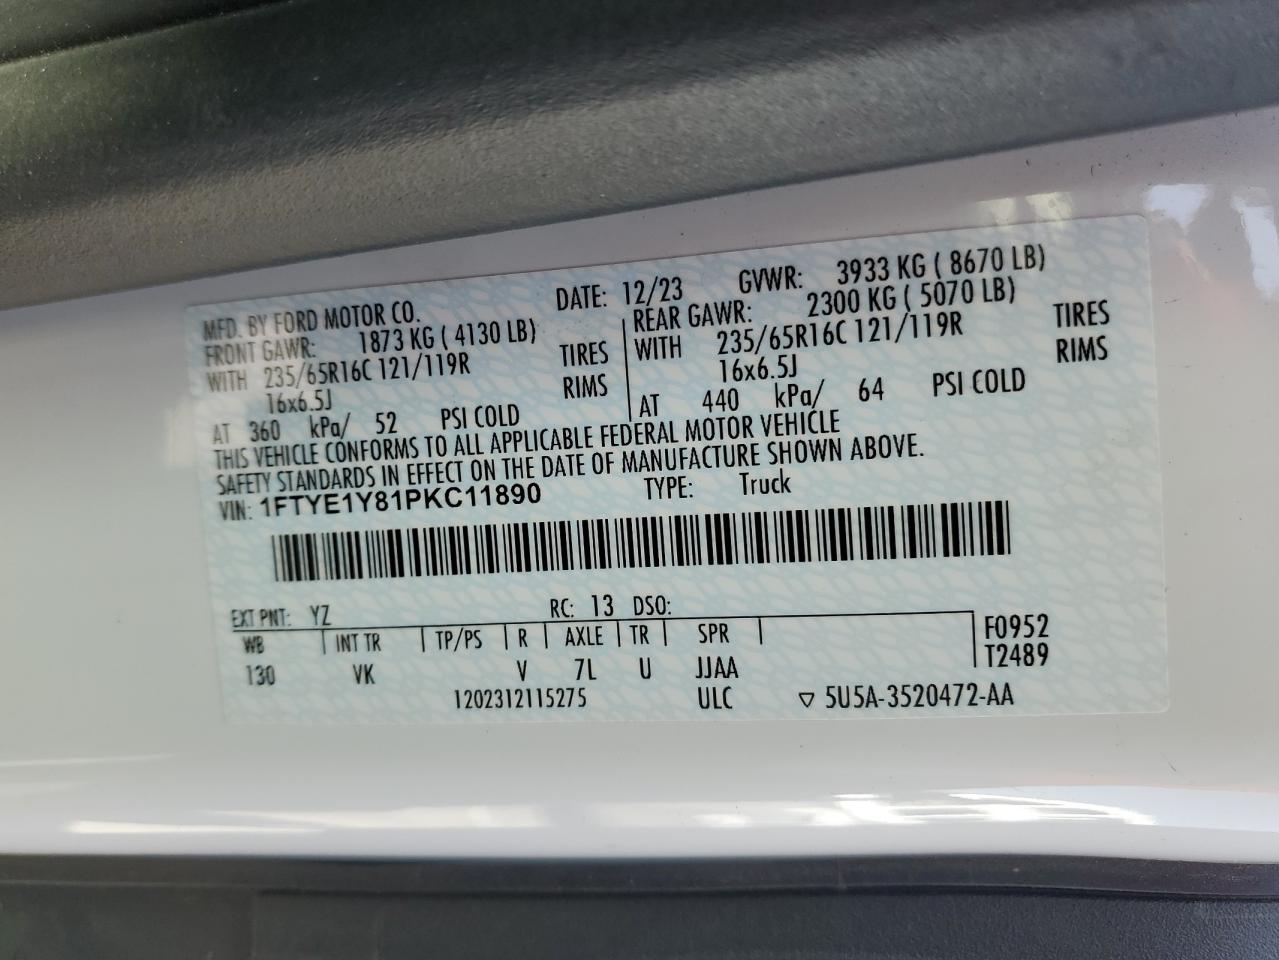 MFD. BY FORD MOTOR CO. DATE: 12/23 GVWR: 3933 KG ( 8670 LB)
FRONT GAWR: 1873 KG ( 4130 LB) REAR GAWR: 2300 KG ( 5070 LB)
WITH 235/65R16C 121/119R TIRES WITH 235/65R16C 121/119R TIRES
16x6.5J RIMS 16x6.5J RIMS
AT 360 kPa/ 52 PSI COLD AT 440 kPa/ 64 PSI COLD
THIS VEHICLE CONFORMS TO ALL APPLICABLE FEDERAL MOTOR VEHICLE
SAFETY STANDARDS IN EFFECT ON THE DATE OF MANUFACTURE SHOWN ABOVE.
VIN: 1FTYE1Y81PKC11890 TYPE: Truck
EXT PNT: YZ RC: 13 DSO:
WB INT TR TP/PS R AXLE TR SPR F0952
130 VK V 7L U JJAA T2489
1202312115275 ULC ▽ 5U5A-3520472-AA